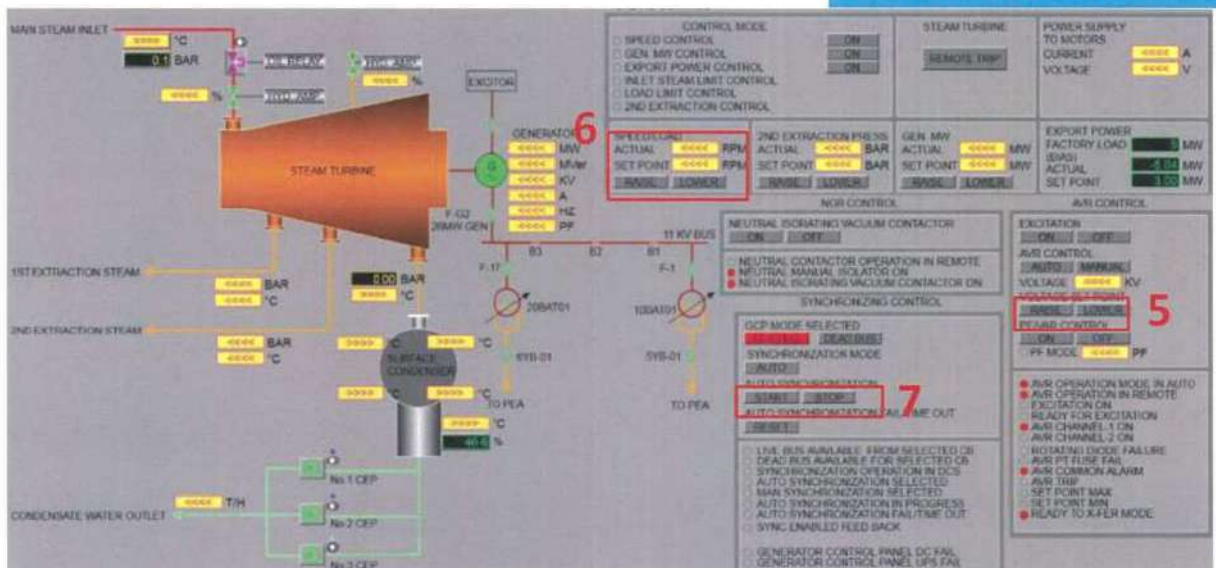 MAIN STEAM INLET
>>>> °C
0.1 BAR
OIL RELAY
HYD. AMP
<<<< %
HYD. AMP
<<<< %
EXCITOR
GENERATOR
<<<< MW
<<<< MVar
<<<< KV
<<<< A
<<<< HZ
<<<< PF
G
STEAM TURBINE
F-G2
26MW GEN
11 KV BUS
B3
B2
B1
F-17
F-1
20BAT01
10BAT01
6YB-01
5YB-01
TO PEA
TO PEA
1ST EXTRACTION STEAM
<<<< BAR
<<<< °C
0.00 BAR
>>>> °C
2ND EXTRACTION STEAM
<<<< BAR
<<<< °C
>>>> °C
>>>> °C
SURFACE
CONDENSER
>>>> °C
>>>> °C
>>>> °C
46.6 %
No.1 CEP
No.2 CEP
No.3 CEP
<<<< T/H
CONDENSATE WATER OUTLET
CONTROL MODE
SPEED CONTROL ON
GEN. MW CONTROL ON
EXPORT POWER CONTROL ON
INLET STEAM LIMIT CONTROL
LOAD LIMIT CONTROL
2ND EXTRACTION CONTROL
STEAM TURBINE
REMOTE TRIP
POWER SUPPLY
TO MOTORS
CURRENT <<<< A
VOLTAGE <<<< V
6
SPEED/LOAD
ACTUAL <<<< RPM
SET POINT <<<< RPM
RAISE LOWER
2ND EXTRACTION PRESS
ACTUAL <<<< BAR
SET POINT <<<< BAR
RAISE LOWER
GEN. MW
ACTUAL <<<< MW
SET POINT <<<< MW
RAISE LOWER
EXPORT POWER
FACTORY LOAD MW
(BIAS)
ACTUAL -6.04 MW
SET POINT MW
NGR CONTROL
NEUTRAL ISORATING VACUUM CONTACTOR
ON OFF
NEUTRAL CONTACTOR OPERATION IN REMOTE
NEUTRAL MANUAL ISOLATOR ON
NEUTRAL ISORATING VACUUM CONTACTOR ON
SYNCHRONIZING CONTROL
GCP MODE SELECTED
DEAD BUS
SYNCHRONIZATION MODE
AUTO
AUTO SYNCHRONIZATION
START STOP
7
AUTO SYNCHRONIZATION FAIL/TIME OUT
RESET
LIVE BUS AVAILABLE FROM SELECTED CB
DEAD BUS AVAILABLE FOR SELECTED CB
SYNCHRONIZATION OPERATION IN DCS
AUTO SYNCHRONIZATION SELECTED
MAN SYNCHRONIZATION SELECTED
AUTO SYNCHRONIZATION IN PROGRESS
AUTO SYNCHRONIZATION FAIL/TIME OUT
SYNC ENABLED FEED BACK
GENERATOR CONTROL PANEL DC FAIL
GENERATOR CONTROL PANEL UPS FAIL
AVR CONTROL
EXCITATION
ON OFF
AVR CONTROL
AUTO MANUAL
VOLTAGE <<<< KV
VOLTAGE SET POINT
RAISE LOWER
5
PF/VAR CONTROL
ON OFF
PF MODE <<<< PF
AVR OPERATION MODE IN AUTO
AVR OPERATION IN REMOTE
EXCITATION ON
READY FOR EXCITATION
AVR CHANNEL-1 ON
AVR CHANNEL-2 ON
ROTATING DIODE FAILURE
AVR PT FUSE FAIL
AVR COMMON ALARM
AVR TRIP
SET POINT MAX
SET POINT MIN
READY TO X-FER MODE